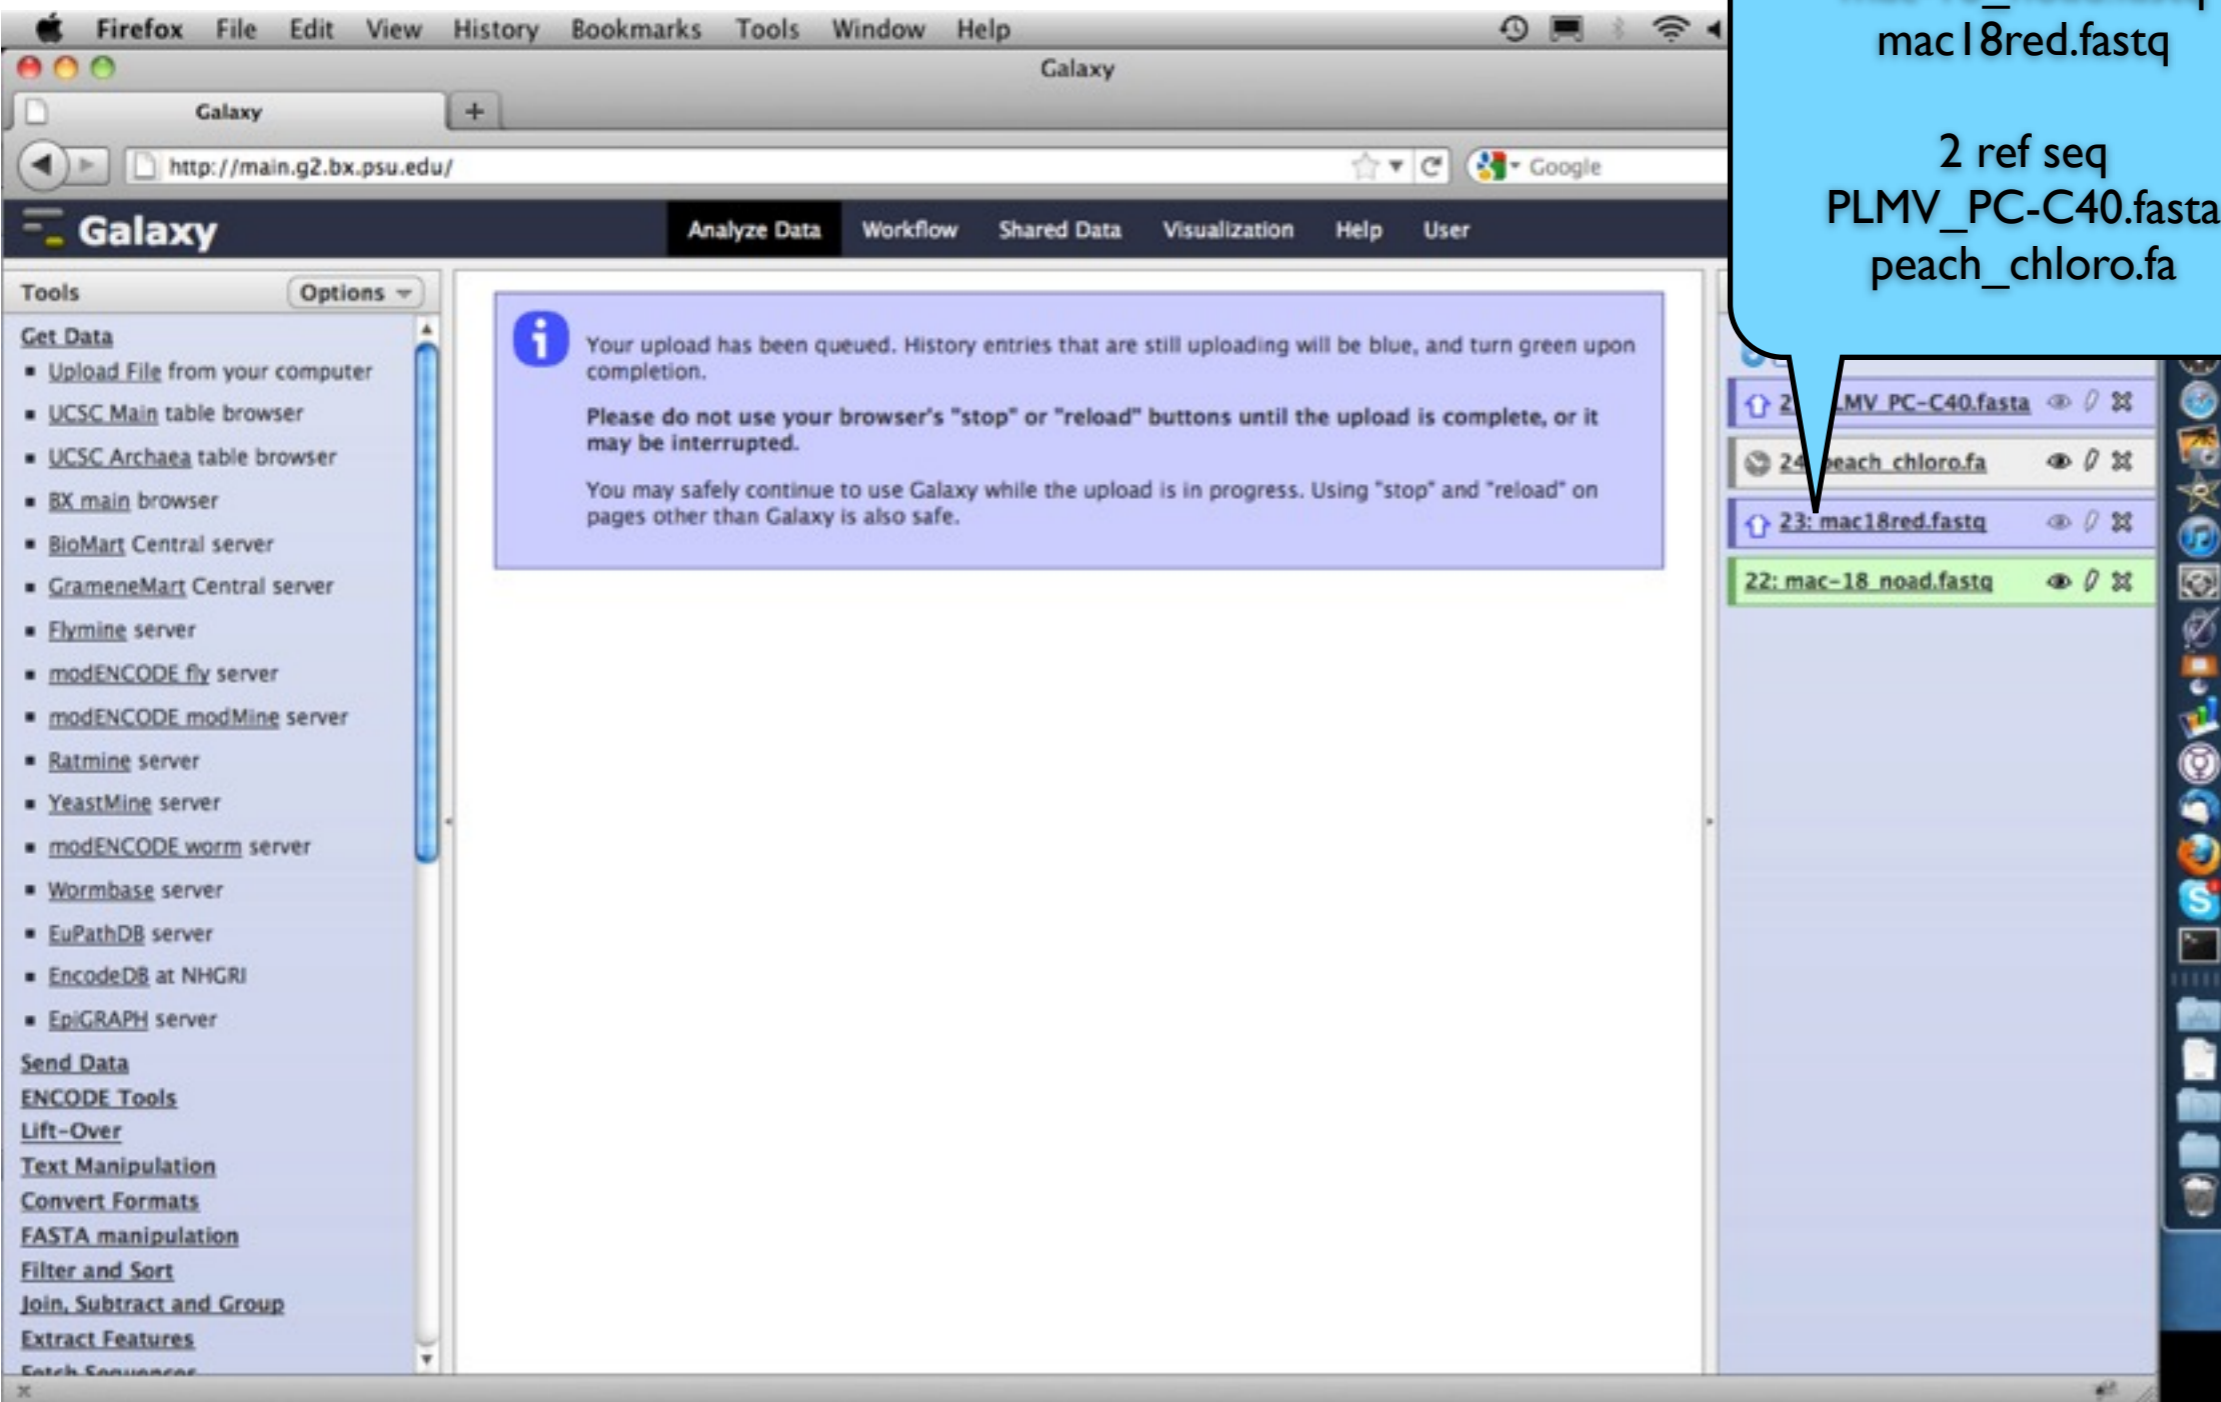 Firefox File Edit View History Bookmarks Tools Window Help
Galaxy
Galaxy
http://main.g2.bx.psu.edu/
Google
Galaxy
Analyze Data Workflow Shared Data Visualization Help User
mac18red.fastq
2 ref seq
PLMV_PC-C40.fasta
peach_chloro.fa
Tools
Options
Get Data
Upload File from your computer
UCSC Main table browser
UCSC Archaea table browser
BX main browser
BioMart Central server
GrameneMart Central server
Flymine server
modENCODE fly server
modENCODE modMine server
Ratmine server
YeastMine server
modENCODE worm server
Wormbase server
EuPathDB server
EncodeDB at NHGRI
EpiGRAPH server
Send Data
ENCODE Tools
Lift-Over
Text Manipulation
Convert Formats
FASTA manipulation
Filter and Sort
Join, Subtract and Group
Extract Features
Fetch Sequences
Your upload has been queued. History entries that are still uploading will be blue, and turn green upon
completion.
Please do not use your browser's "stop" or "reload" buttons until the upload is complete, or it
may be interrupted.
You may safely continue to use Galaxy while the upload is in progress. Using "stop" and "reload" on
pages other than Galaxy is also safe.
PC-C40.fasta
24 peach_chloro.fa
23: mac18red.fastq
22: mac-18_noad.fastq